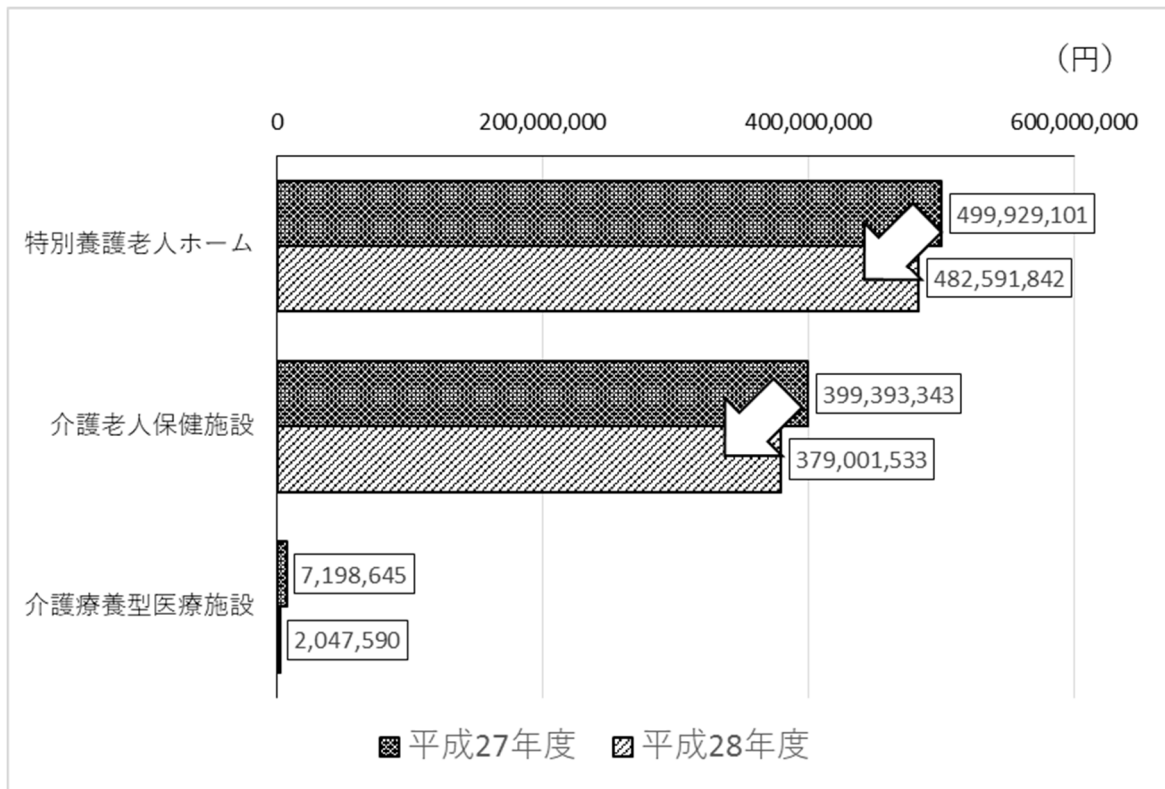 （円）
0 200,000,000 400,000,000 600,000,000
特別養護老人ホーム
499,929,101
482,591,842
介護老人保健施設
399,393,343
379,001,533
介護療養型医療施設
7,198,645
2,047,590
平成27年度 平成28年度